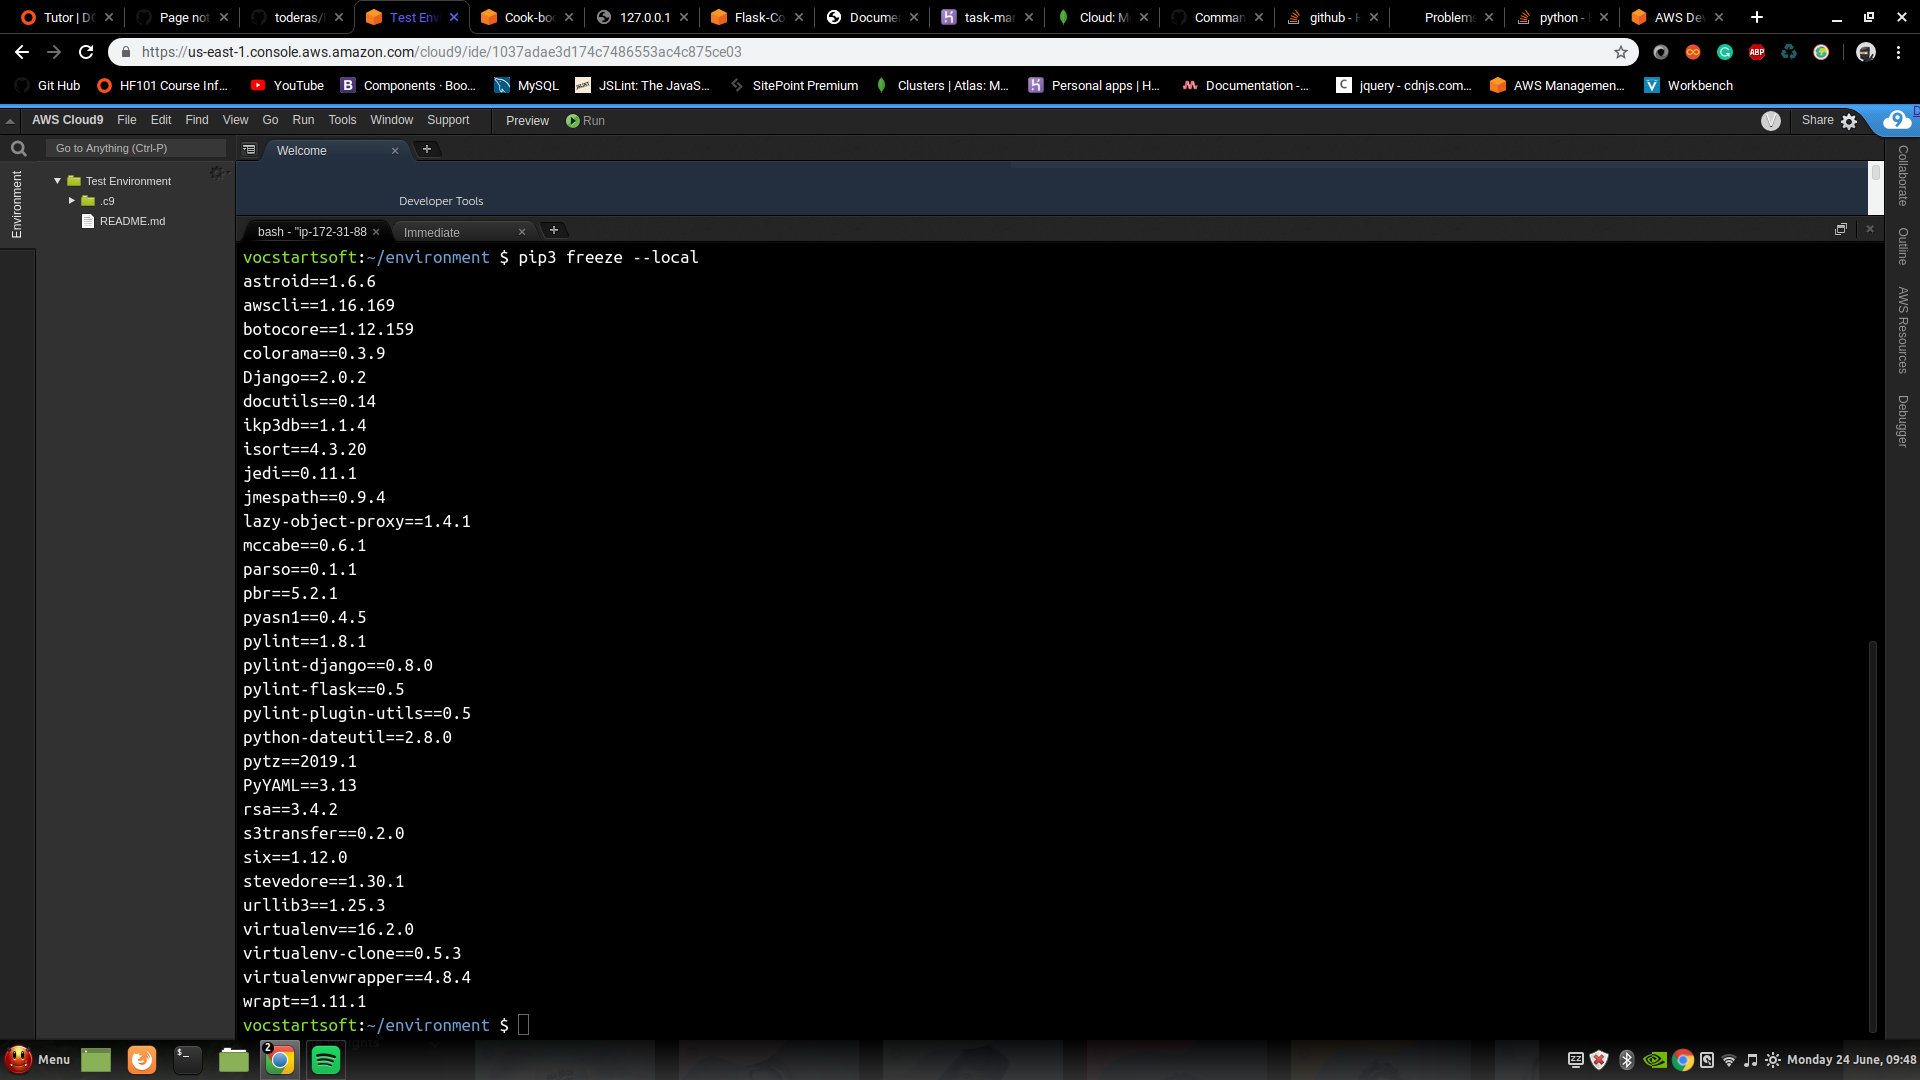 Tutor | DC
Page not
toderas/
Test Env
Cook-boo
127.0.0.1
Flask-Co
Documen
task-man
Cloud: M
Comman
github - H
Problems
python -
AWS Dev
https://us-east-1.console.aws.amazon.com/cloud9/ide/1037adae3d174c7486553ac4c875ce03
ABP
Git Hub
HF101 Course Inf...
YouTube
Components · Boo...
MySQL
JSLint: The JavaS...
SitePoint Premium
Clusters | Atlas: M...
Personal apps | H...
Documentation -...
jquery - cdnjs.com...
AWS Managemen...
Workbench
AWS Cloud9 File Edit Find View Go Run Tools Window Support Preview Run
V Share
Go to Anything (Ctrl-P)
Welcome
Environment
Test Environment
.c9
README.md
Developer Tools
bash - "ip-172-31-88
Immediate
vocstartsoft:~/environment $ pip3 freeze --local
astroid==1.6.6
awscli==1.16.169
botocore==1.12.159
colorama==0.3.9
Django==2.0.2
docutils==0.14
ikp3db==1.1.4
isort==4.3.20
jedi==0.11.1
jmespath==0.9.4
lazy-object-proxy==1.4.1
mccabe==0.6.1
parso==0.1.1
pbr==5.2.1
pyasn1==0.4.5
pylint==1.8.1
pylint-django==0.8.0
pylint-flask==0.5
pylint-plugin-utils==0.5
python-dateutil==2.8.0
pytz==2019.1
PyYAML==3.13
rsa==3.4.2
s3transfer==0.2.0
six==1.12.0
stevedore==1.30.1
urllib3==1.25.3
virtualenv==16.2.0
virtualenv-clone==0.5.3
virtualenvwrapper==4.8.4
wrapt==1.11.1
vocstartsoft:~/environment $
Collaborate
Outline
AWS Resources
Debugger
Menu
2
Monday 24 June, 09:48